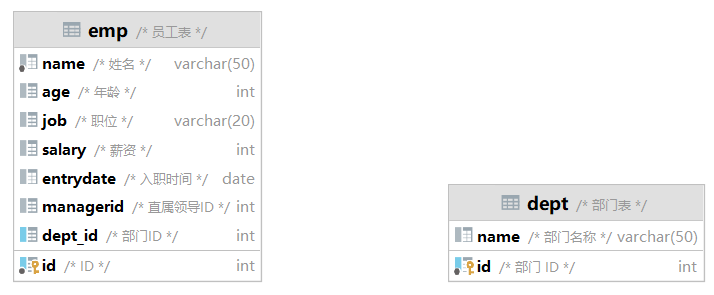 emp /* 员工表 */
name /* 姓名 */ varchar(50)
age /* 年龄 */ int
job /* 职位 */ varchar(20)
salary /* 薪资 */ int
entrydate /* 入职时间 */ date
managerid /* 直属领导ID */ int
dept_id /* 部门ID */ int
id /* ID */ int
dept /* 部门表 */
name /* 部门名称 */ varchar(50)
id /* 部门 ID */ int